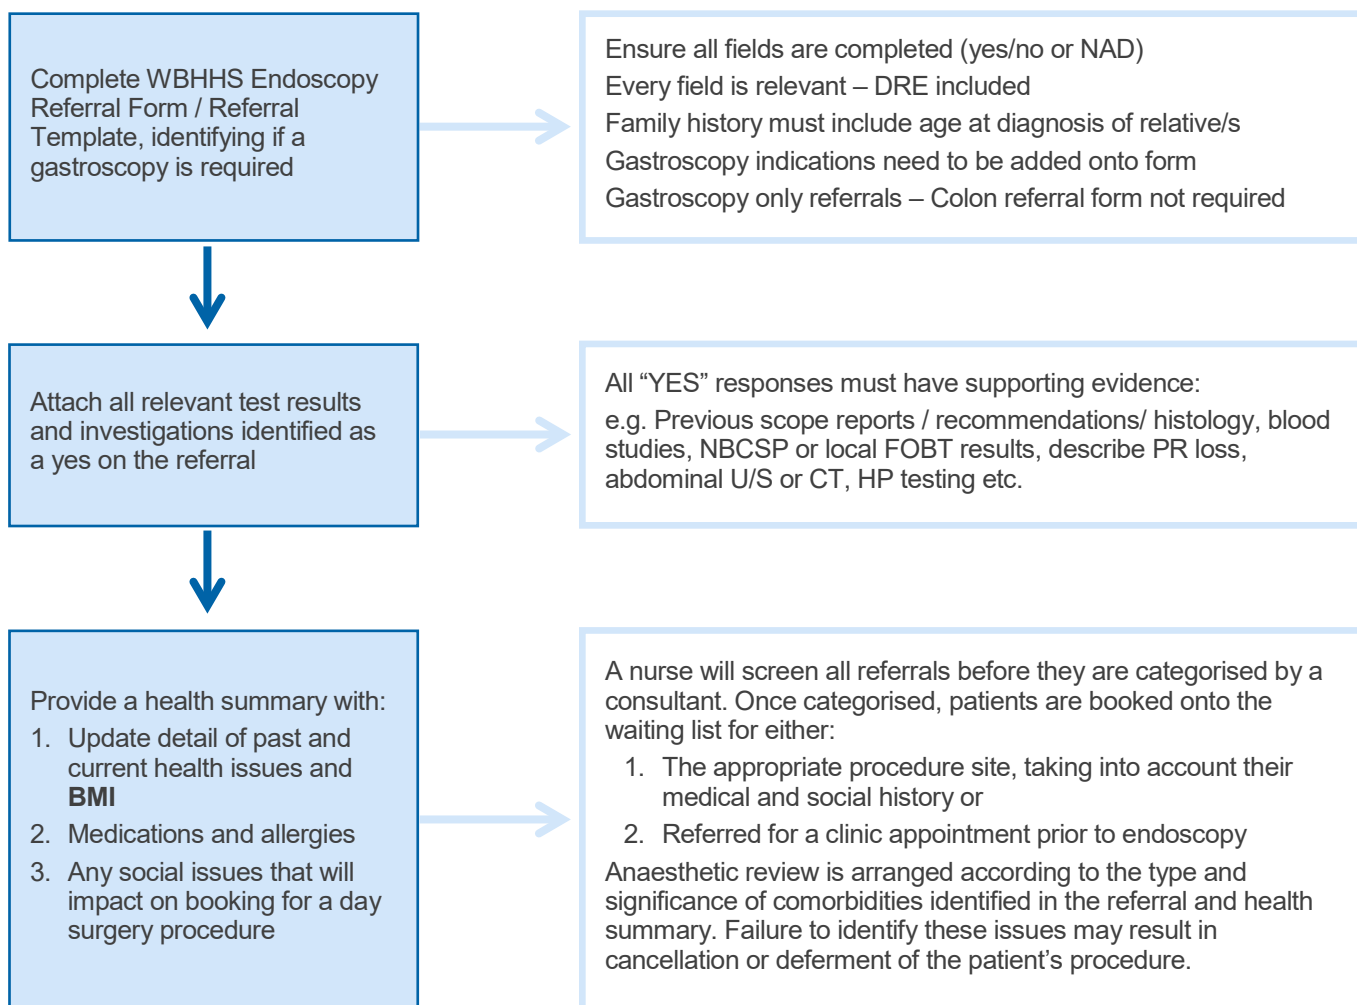 Complete WBHHS Endoscopy
Referral Form / Referral
Template, identifying if a
gastroscopy is required
Ensure all fields are completed (yes/no or NAD)
Every field is relevant – DRE included
Family history must include age at diagnosis of relative/s
Gastroscopy indications need to be added onto form
Gastroscopy only referrals – Colon referral form not required
Attach all relevant test results
and investigations identified as
a yes on the referral
All “YES” responses must have supporting evidence:
e.g. Previous scope reports / recommendations/ histology, blood
studies, NBCSP or local FOBT results, describe PR loss,
abdominal U/S or CT, HP testing etc.
Provide a health summary with:
1. Update detail of past and
current health issues and
BMI
2. Medications and allergies
3. Any social issues that will
impact on booking for a day
surgery procedure
A nurse will screen all referrals before they are categorised by a
consultant. Once categorised, patients are booked onto the
waiting list for either:
1. The appropriate procedure site, taking into account their
medical and social history or
2. Referred for a clinic appointment prior to endoscopy
Anaesthetic review is arranged according to the type and
significance of comorbidities identified in the referral and health
summary. Failure to identify these issues may result in
cancellation or deferment of the patient’s procedure.